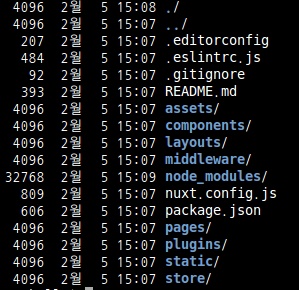 4096 2월 5 15:08 ./
4096 2월 5 15:07 ../
207 2월 5 15:07 .editorconfig
484 2월 5 15:07 .eslintrc.js
92 2월 5 15:07 .gitignore
393 2월 5 15:07 README.md
4096 2월 5 15:07 assets/
4096 2월 5 15:07 components/
4096 2월 5 15:07 layouts/
4096 2월 5 15:07 middleware/
32768 2월 5 15:09 node_modules/
809 2월 5 15:07 nuxt.config.js
606 2월 5 15:07 package.json
4096 2월 5 15:07 pages/
4096 2월 5 15:07 plugins/
4096 2월 5 15:07 static/
4096 2월 5 15:07 store/